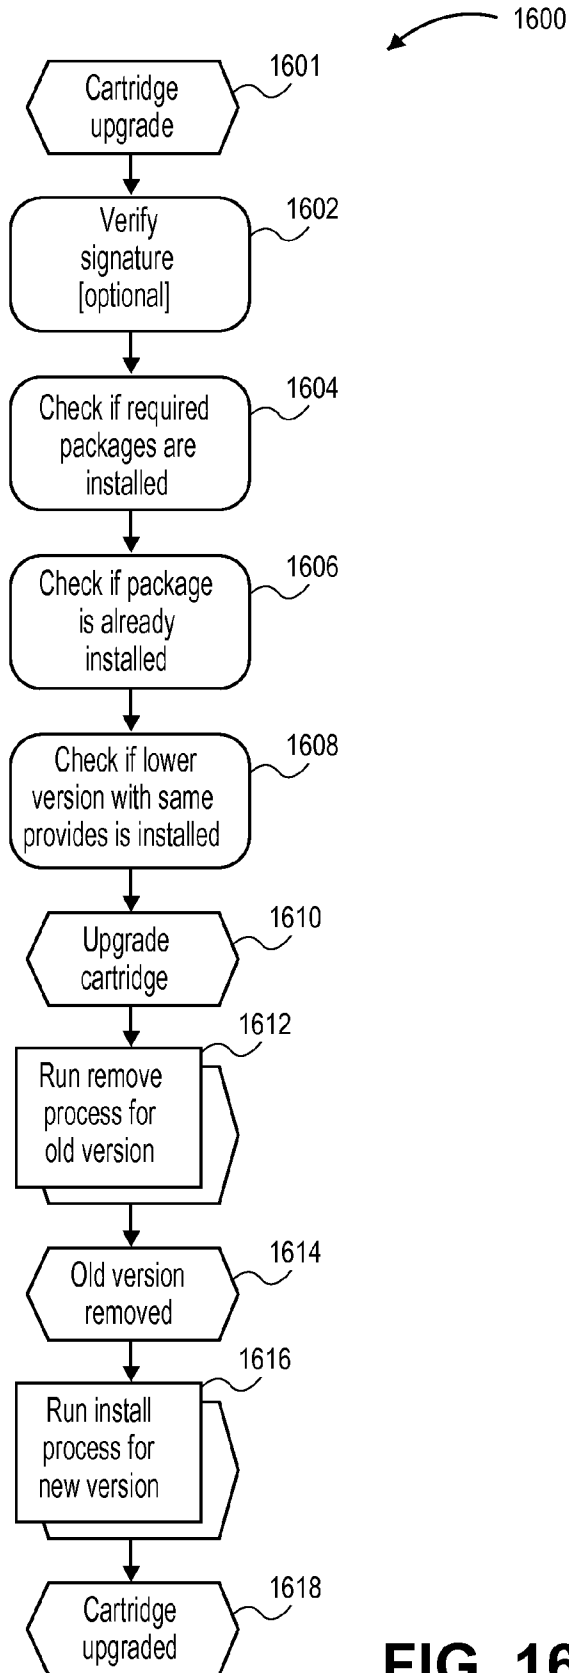 1600
1601
Cartridge
upgrade
1602
Verify
signature
[optional]
1604
Check if required
packages are
installed
1606
Check if package
is already
installed
1608
Check if lower
version with same
provides is installed
1610
Upgrade
cartridge
1612
Run remove
process for
old version
1614
Old version
removed
1616
Run install
process for
new version
1618
Cartridge
upgraded
FIG. 16